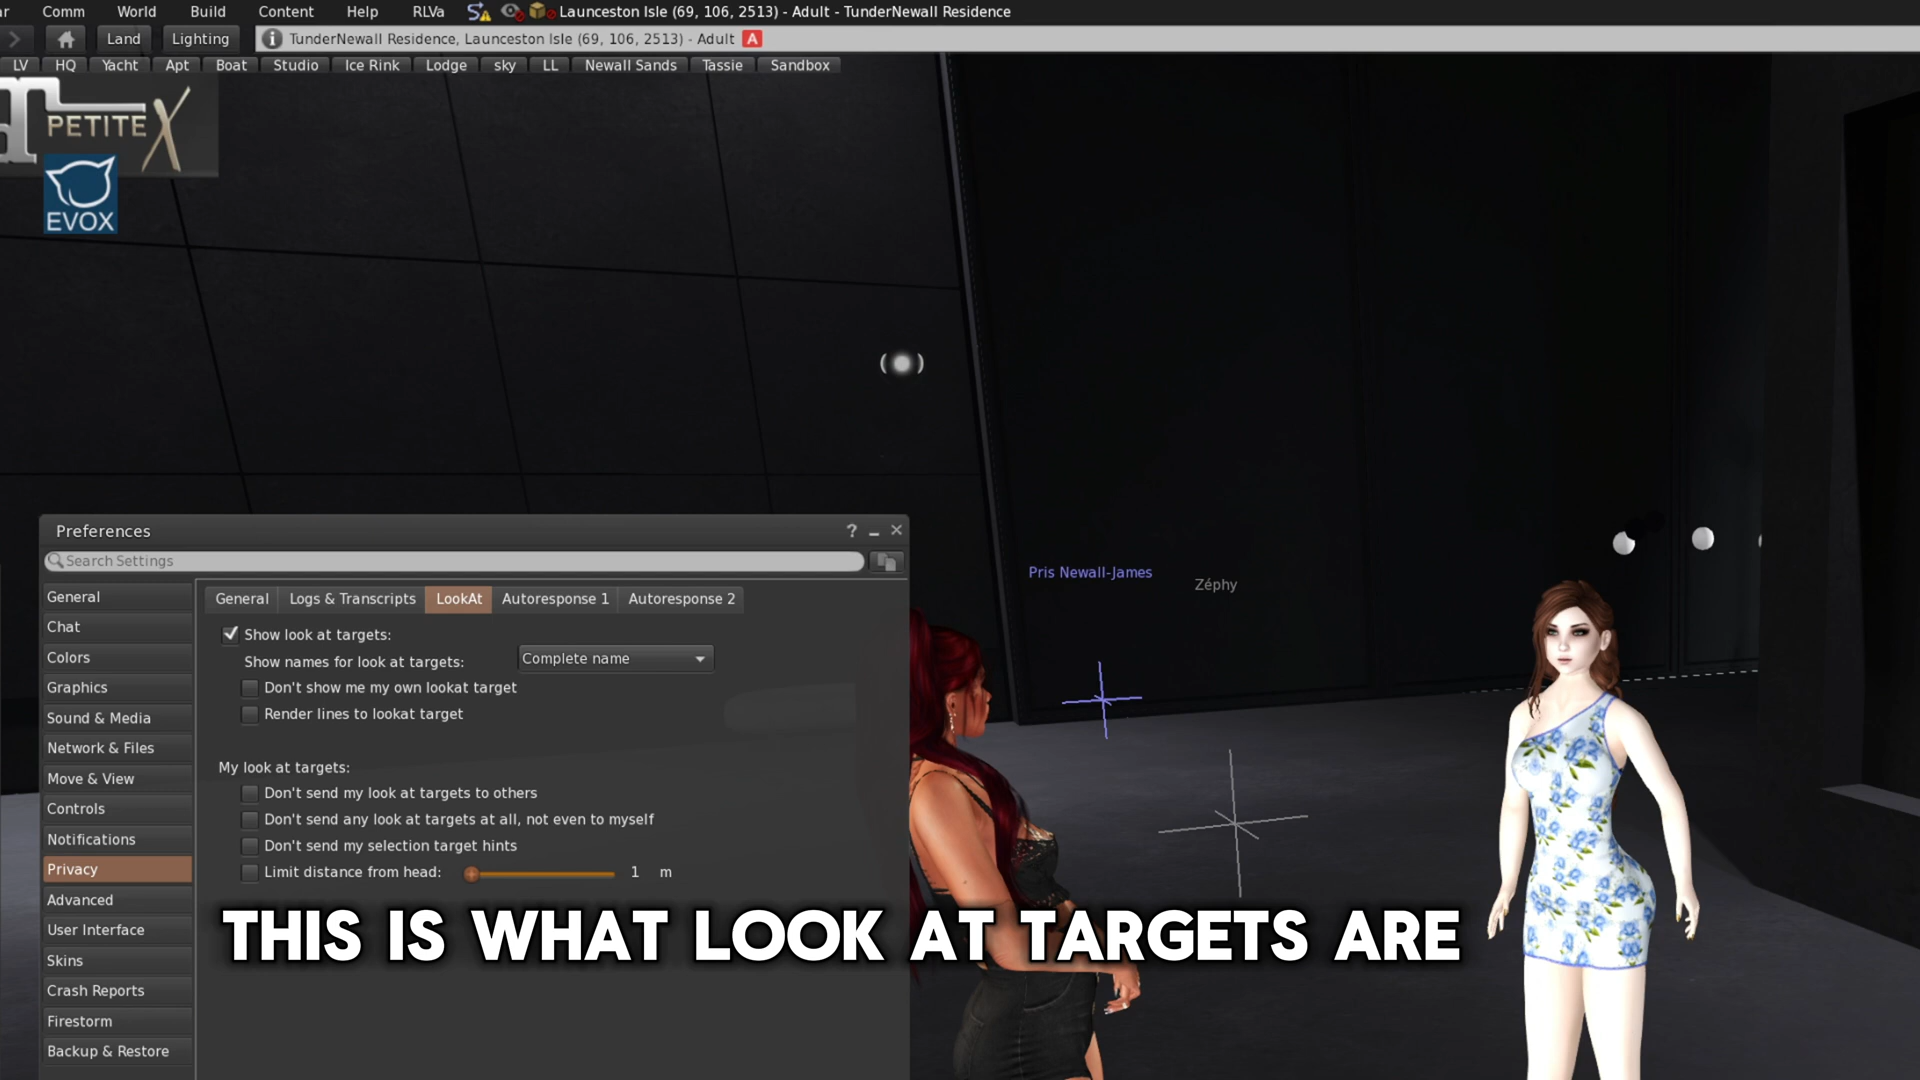 Comm World Build Content Help RLVa Launceston Isle (69, 106, 2513) - Adult - TunderNewall Residence
Land Lighting TunderNewall Residence, Launceston Isle (69, 106, 2513) - Adult A
LV HQ Yacht Apt Boat Studio Ice Rink Lodge sky LL Newall Sands Tassie Sandbox
PETITE X
EVOX
Preferences ?
Search Settings
General
Chat
Colors
Graphics
Sound & Media
Network & Files
Move & View
Controls
Notifications
Privacy
Advanced
User Interface
Skins
Crash Reports
Firestorm
Backup & Restore
General Logs & Transcripts LookAt Autoresponse 1 Autoresponse 2
Show look at targets:
Show names for look at targets: Complete name
Don't show me my own lookat target
Render lines to lookat target
My look at targets:
Don't send my look at targets to others
Don't send any look at targets at all, not even to myself
Don't send my selection target hints
Limit distance from head: 1 m
Pris Newall-James
Zéphy
THIS IS WHAT LOOK AT TARGETS ARE